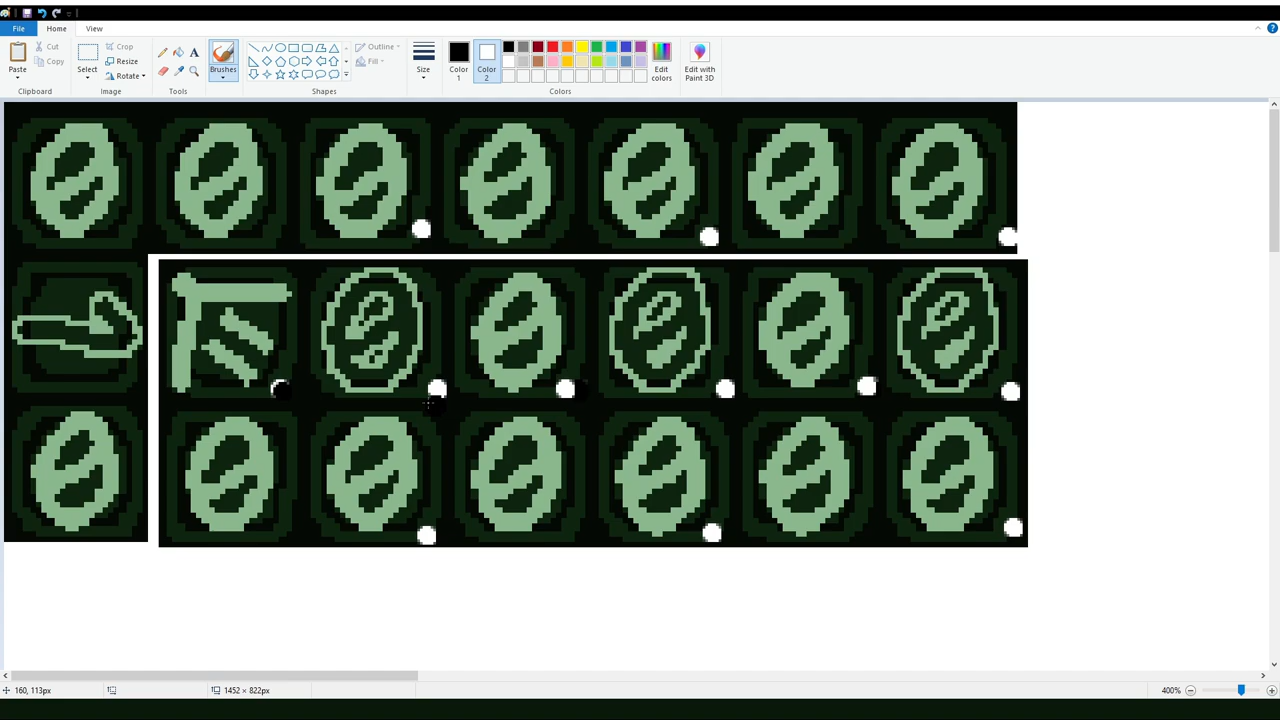 File Home View
Cut
Crop
Outline
Copy
Resize
Fill
Paste Select Rotate Brushes Size Color 1 Color 2 Edit colors Edit with Paint 3D
Clipboard Image Tools Shapes Colors
160, 113px 1452 × 822px 400%